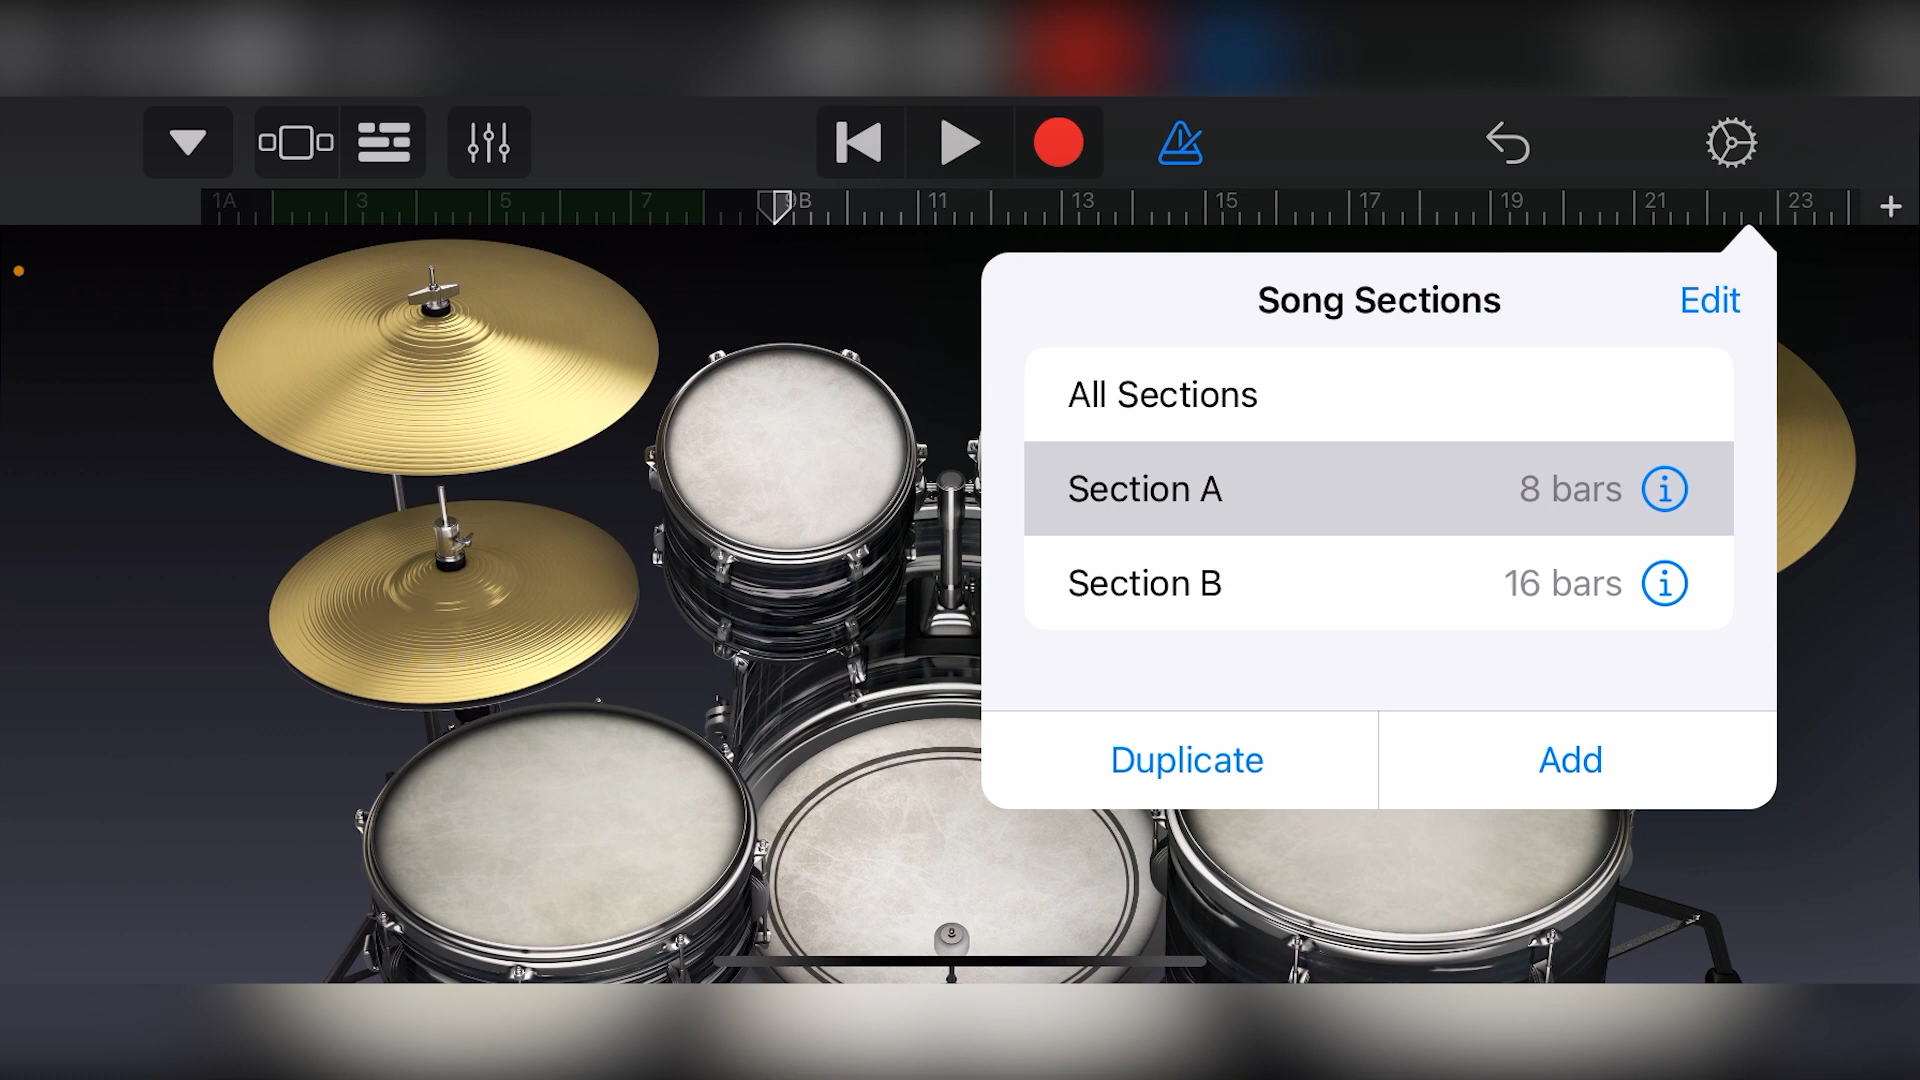 1A 3 5 7 9B 11 13 15 17 19 21 23 +
Song Sections Edit
All Sections
Section A 8 bars i
Section B 16 bars i
Duplicate Add